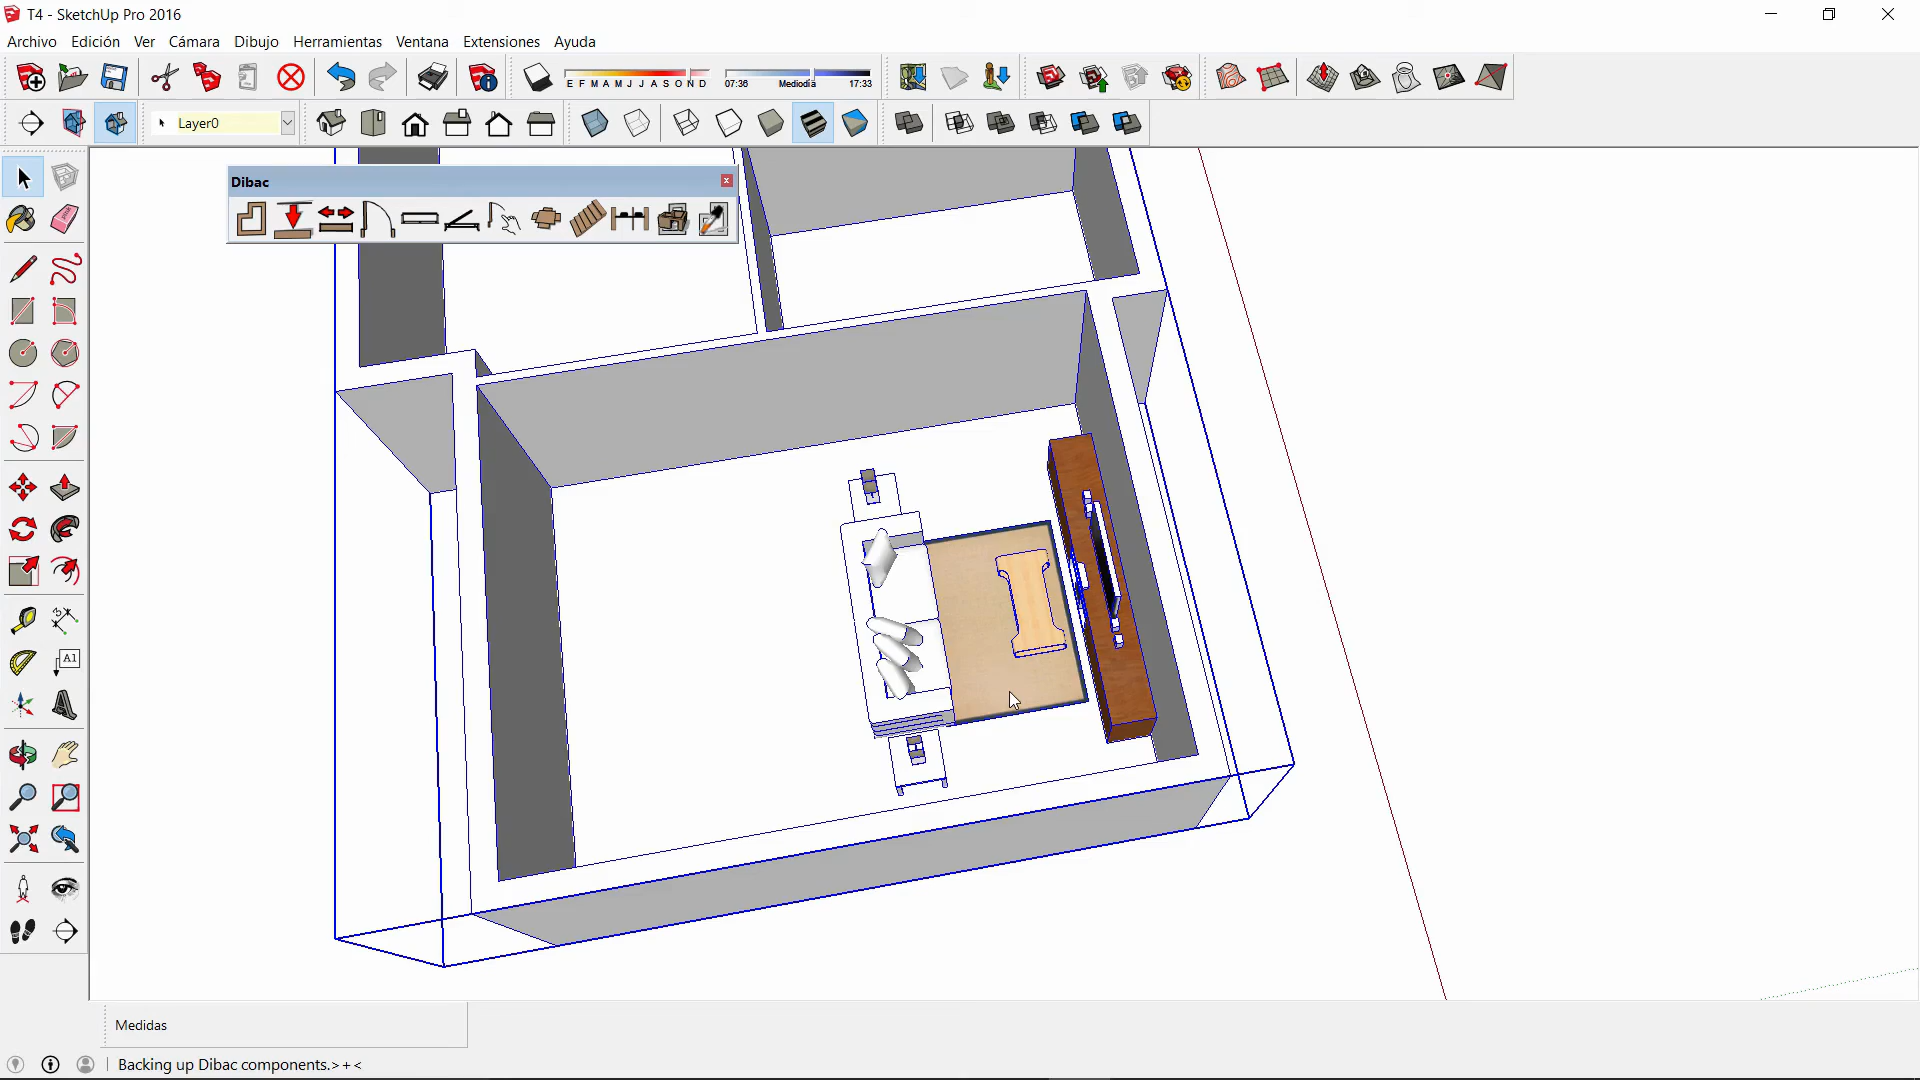 T4 - SketchUp Pro 2016
Archivo Edición Ver Cámara Dibujo Herramientas Ventana Extensiones Ayuda
E F M A M J J A S O N D 07:36 Mediodía 17:33
Layer0
Dibac
A1
Medidas
Backing up Dibac components.>+<